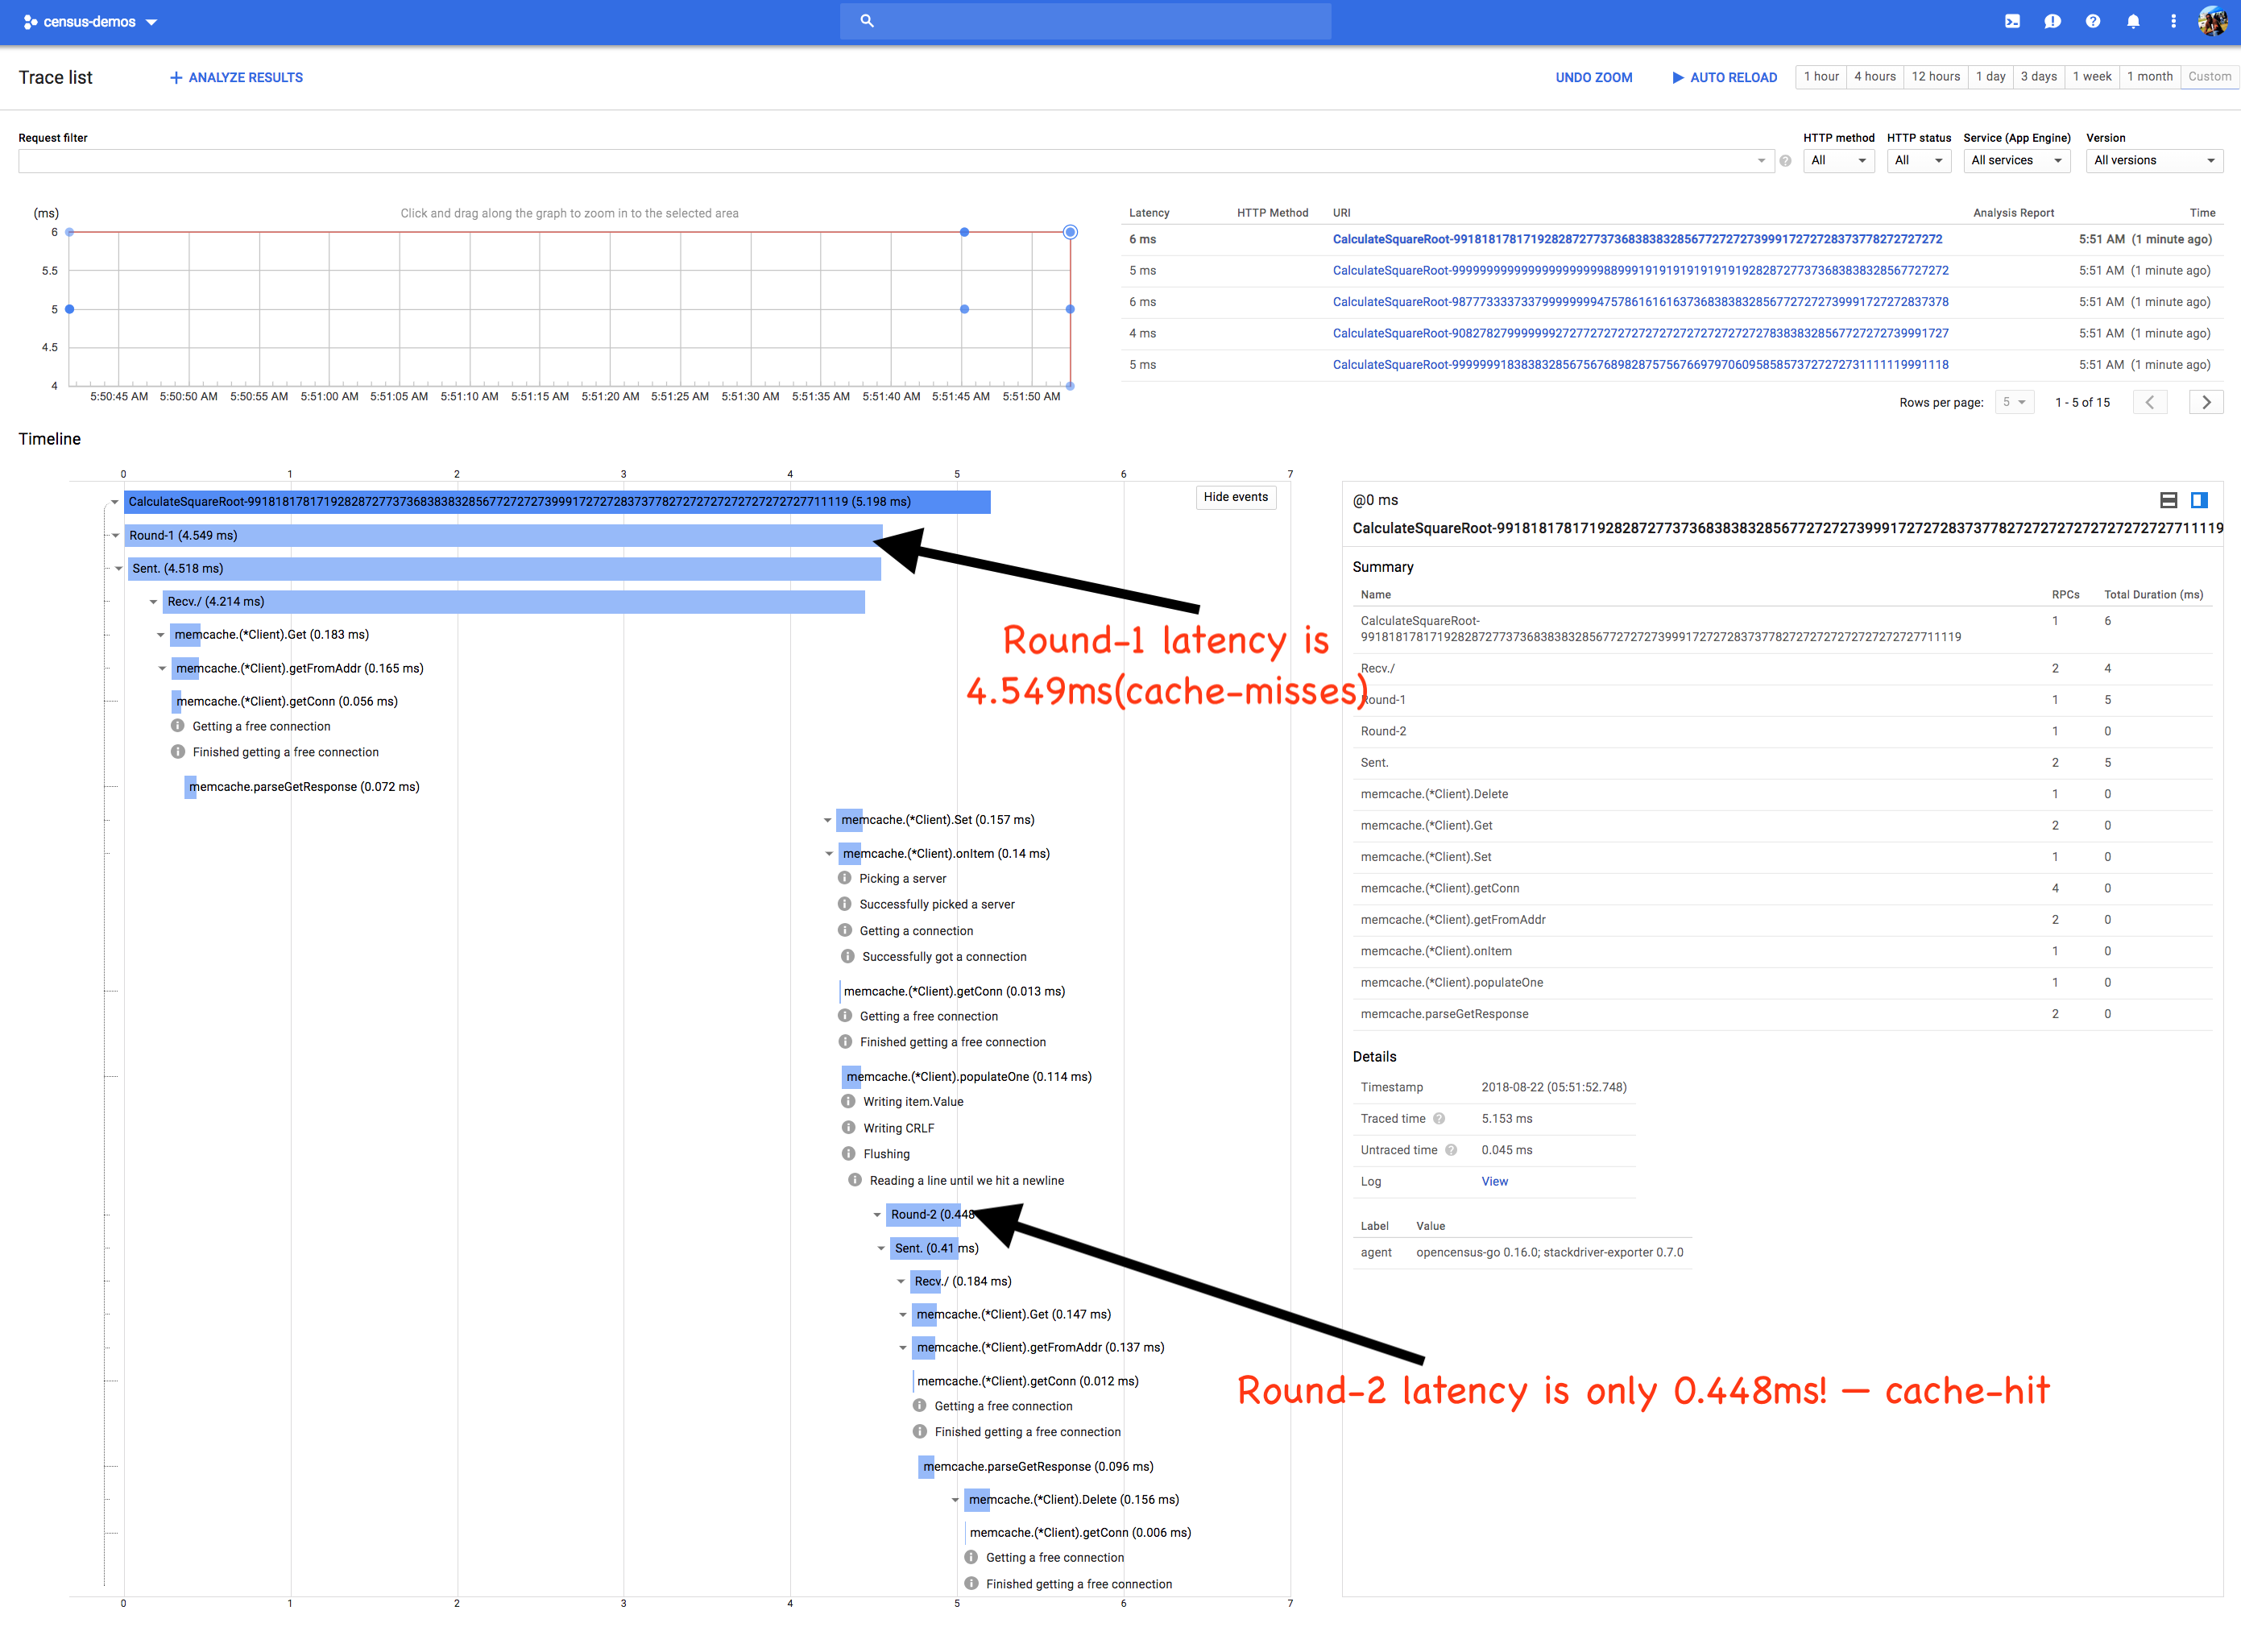 census-demos
Trace list
ANALYZE RESULTS
UNDO ZOOM
AUTO RELOAD
1 hour 4 hours 12 hours 1 day 3 days 1 week 1 month Custom
Request filter
HTTP method HTTP status Service (App Engine) Version
All All All services All versions
(ms)
Click and drag along the graph to zoom in to the selected area
6
5.5
5
4.5
4
5:50:45 AM 5:50:50 AM 5:50:55 AM 5:51:00 AM 5:51:05 AM 5:51:10 AM 5:51:15 AM 5:51:20 AM 5:51:25 AM 5:51:30 AM 5:51:35 AM 5:51:40 AM 5:51:45 AM 5:51:50 AM
Latency HTTP Method URI Analysis Report Time
6 ms CalculateSquareRoot-99181817817192828727737368383832856772727273999172727283737782727 27272 5:51 AM (1 minute ago)
5 ms 5:51 AM (1 minute ago)
6 ms 5:51 AM (1 minute ago)
4 ms 5:51 AM (1 minute ago)
5 ms 5:51 AM (1 minute ago)
Rows per page: 5 1 - 5 of 15
Timeline
0 1 2 3 4 5 6 7
Hide events
CalculateSquareRoot-99181817817192828727737368383832856772727273999172727283737782727272727272727272727711119 (5.198 ms)
Round-1 (4.549 ms)
Sent. (4.518 ms)
Recv./ (4.214 ms)
memcache.(*Client).Get (0.183 ms)
memcache.(*Client).getFromAddr (0.165 ms)
memcache.(*Client).getConn (0.056 ms)
Getting a free connection
Finished getting a free connection
memcache.parseGetResponse (0.072 ms)
memcache.(*Client).Set (0.157 ms)
memcache.(*Client).onItem (0.14 ms)
Picking a server
Successfully picked a server
Getting a connection
Successfully got a connection
memcache.(*Client).getConn (0.013 ms)
Getting a free connection
Finished getting a free connection
memcache.(*Client).populateOne (0.114 ms)
Writing item.Value
Writing CRLF
Flushing
Reading a line until we hit a newline
Round-2 (0.448
Sent. (0.41 ms)
Recv./ (0.184 ms)
memcache.(*Client).Get (0.147 ms)
memcache.(*Client).getFromAddr (0.137 ms)
memcache.(*Client).getConn (0.012 ms)
Getting a free connection
Finished getting a free connection
memcache.parseGetResponse (0.096 ms)
memcache.(*Client).Delete (0.156 ms)
memcache.(*Client).getConn (0.006 ms)
Getting a free connection
Finished getting a free connection
0 1 2 3 4 5 6 7
Round-1 latency is
4.549ms(cache-misses)
Round-2 latency is only 0.448ms! — cache-hit
@0 ms
CalculateSquareRoot-99181817817192828727737368383832856772727273999172727283737782727272727272727272727711119
Summary
Name RPCs Total Duration (ms)
CalculateSquareRoot-
99181817817192828727737368383832856772727273999172727283737782727272727272727272727711119 1 6
Recv./ 2 4
Round-1 1 5
Round-2 1 0
Sent. 2 5
memcache.(*Client).Delete 1 0
memcache.(*Client).Get 2 0
memcache.(*Client).Set 1 0
memcache.(*Client).getConn 4 0
memcache.(*Client).getFromAddr 2 0
memcache.(*Client).onItem 1 0
memcache.(*Client).populateOne 1 0
memcache.parseGetResponse 2 0
Details
Timestamp 2018-08-22 (05:51:52.748)
Traced time 5.153 ms
Untraced time 0.045 ms
Log View
Label Value
agent opencensus-go 0.16.0; stackdriver-exporter 0.7.0